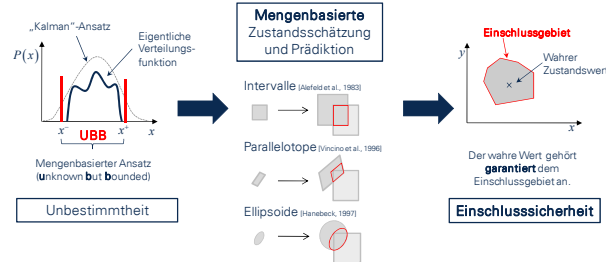 „Kalman"-Ansatz
Eigentliche
Verteilungs-
funktion
P(x)
x⁻
x⁺
x
UBB
Mengenbasierter Ansatz
(unknown but bounded)
Unbestimmtheit
Mengenbasierte
Zustandsschätzung
und Prädiktion
Intervalle [Alefeld et al., 1983]
Parallelotope [Vincino et al., 1996]
Ellipsoide [Hanebeck, 1997]
y
Einschlussgebiet
Wahrer
Zustandswert
x
Der wahre Wert gehört
garantiert dem
Einschlussgebiet an.
Einschlusssicherheit